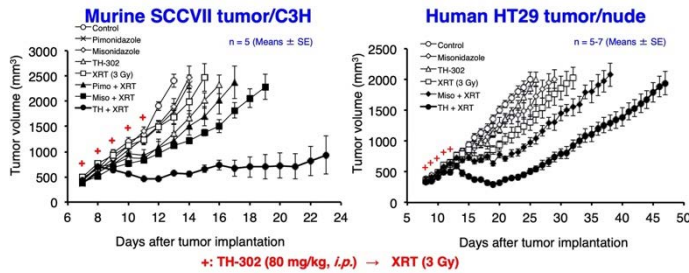 Murine SCCVII tumor/C3H
Human HT29 tumor/nude
Tumor volume (mm³)
3000
2500
2000
1500
1000
500
0
Control
Pimonidazole
Misonidazole
TH-302
XRT (3 Gy)
Pimo + XRT
Miso + XRT
TH + XRT
n = 5 (Means ± SE)
6 8 10 12 14 16 18 20 22 24
Days after tumor implantation
Tumor volume (mm³)
2500
2000
1500
1000
500
0
Control
Misonidazole
TH-302
XRT (3 Gy)
Miso + XRT
TH + XRT
n = 5-7 (Means ± SE)
5 10 15 20 25 30 35 40 45 50
Days after tumor implantation
+: TH-302 (80 mg/kg, i.p.) → XRT (3 Gy)